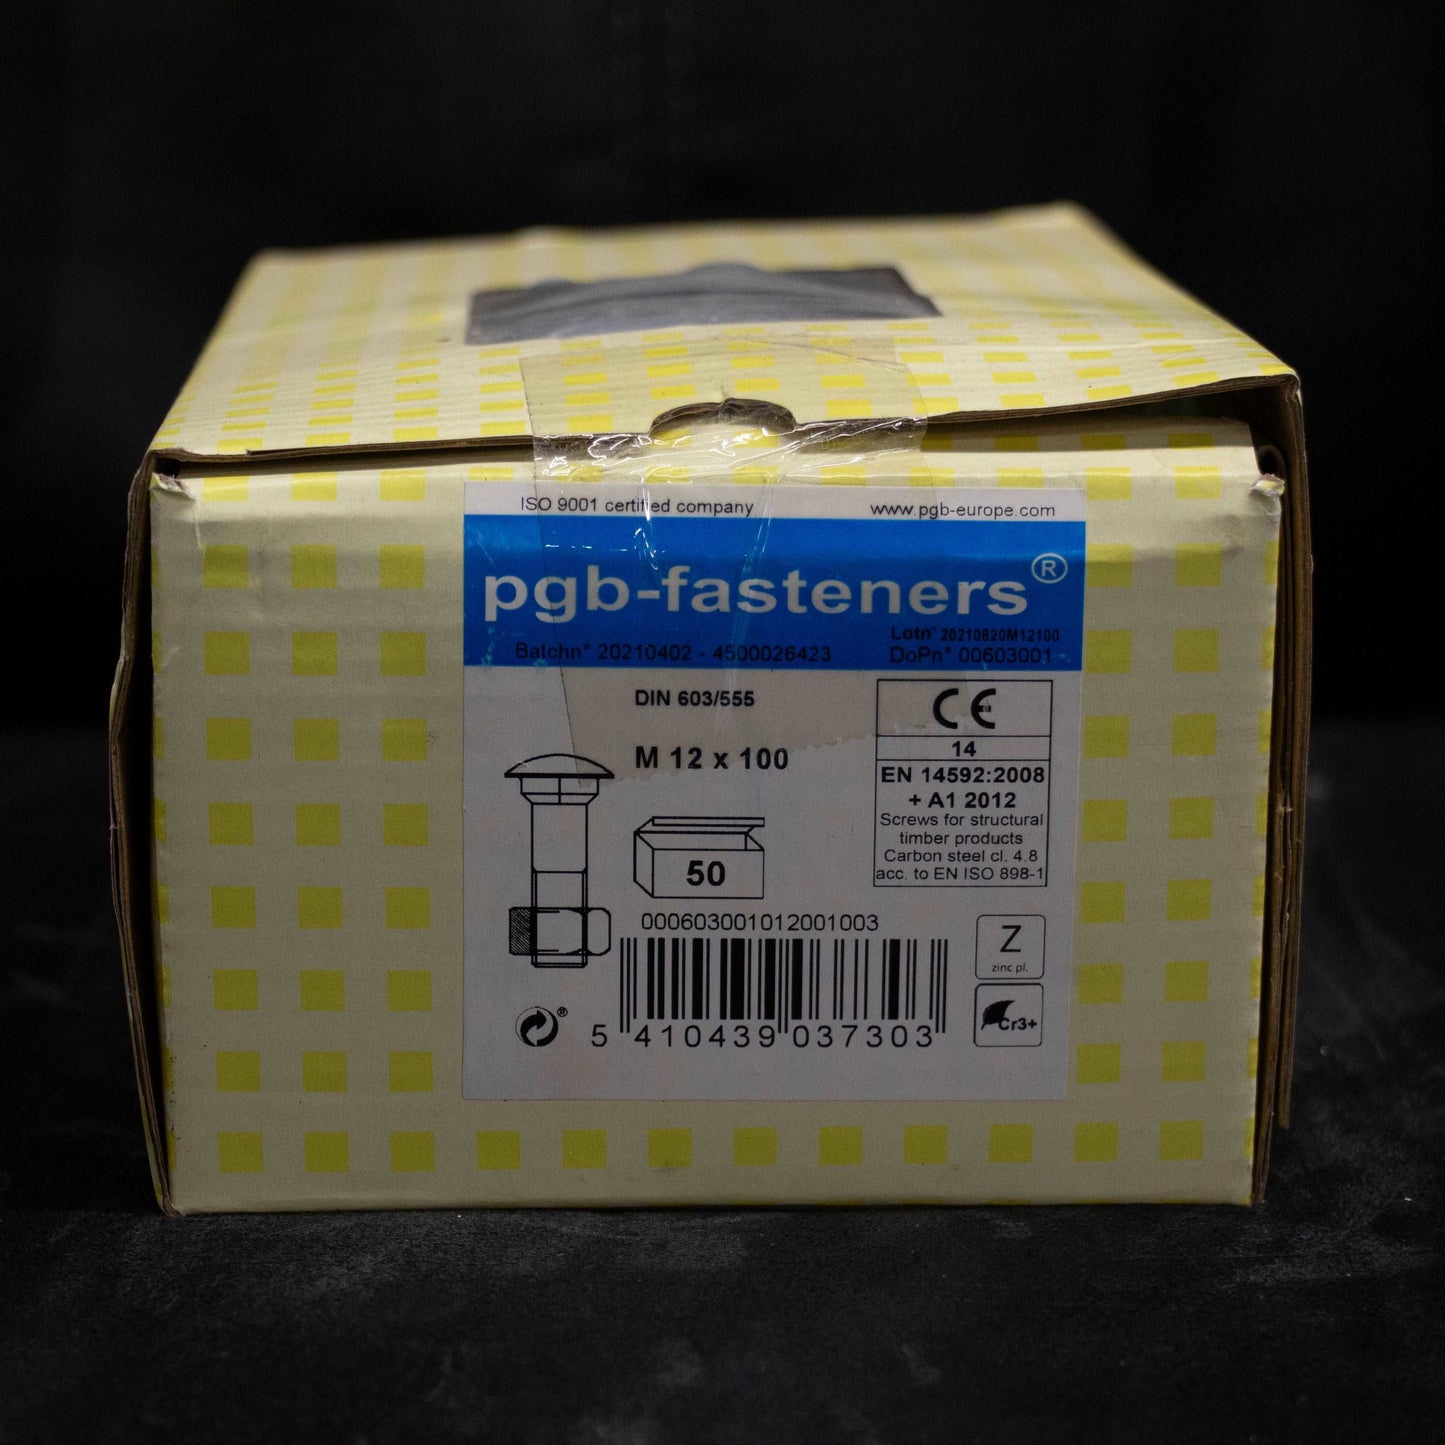 ISO 9001 certified company
www.pgb-europe.com
pgb-fasteners®
Lotn° 20210820M12100
Batchn° 20210402 - 4500026423
DoPn° 00603001
DIN 603/555
M 12 x 100
CE
14
EN 14592:2008
+ A1 2012
Screws for structural
timber products
Carbon steel cl. 4.8
acc. to EN ISO 898-1
50
000603001012001003
Z
zinc pl.
Cr3+
®
5 410439 037303